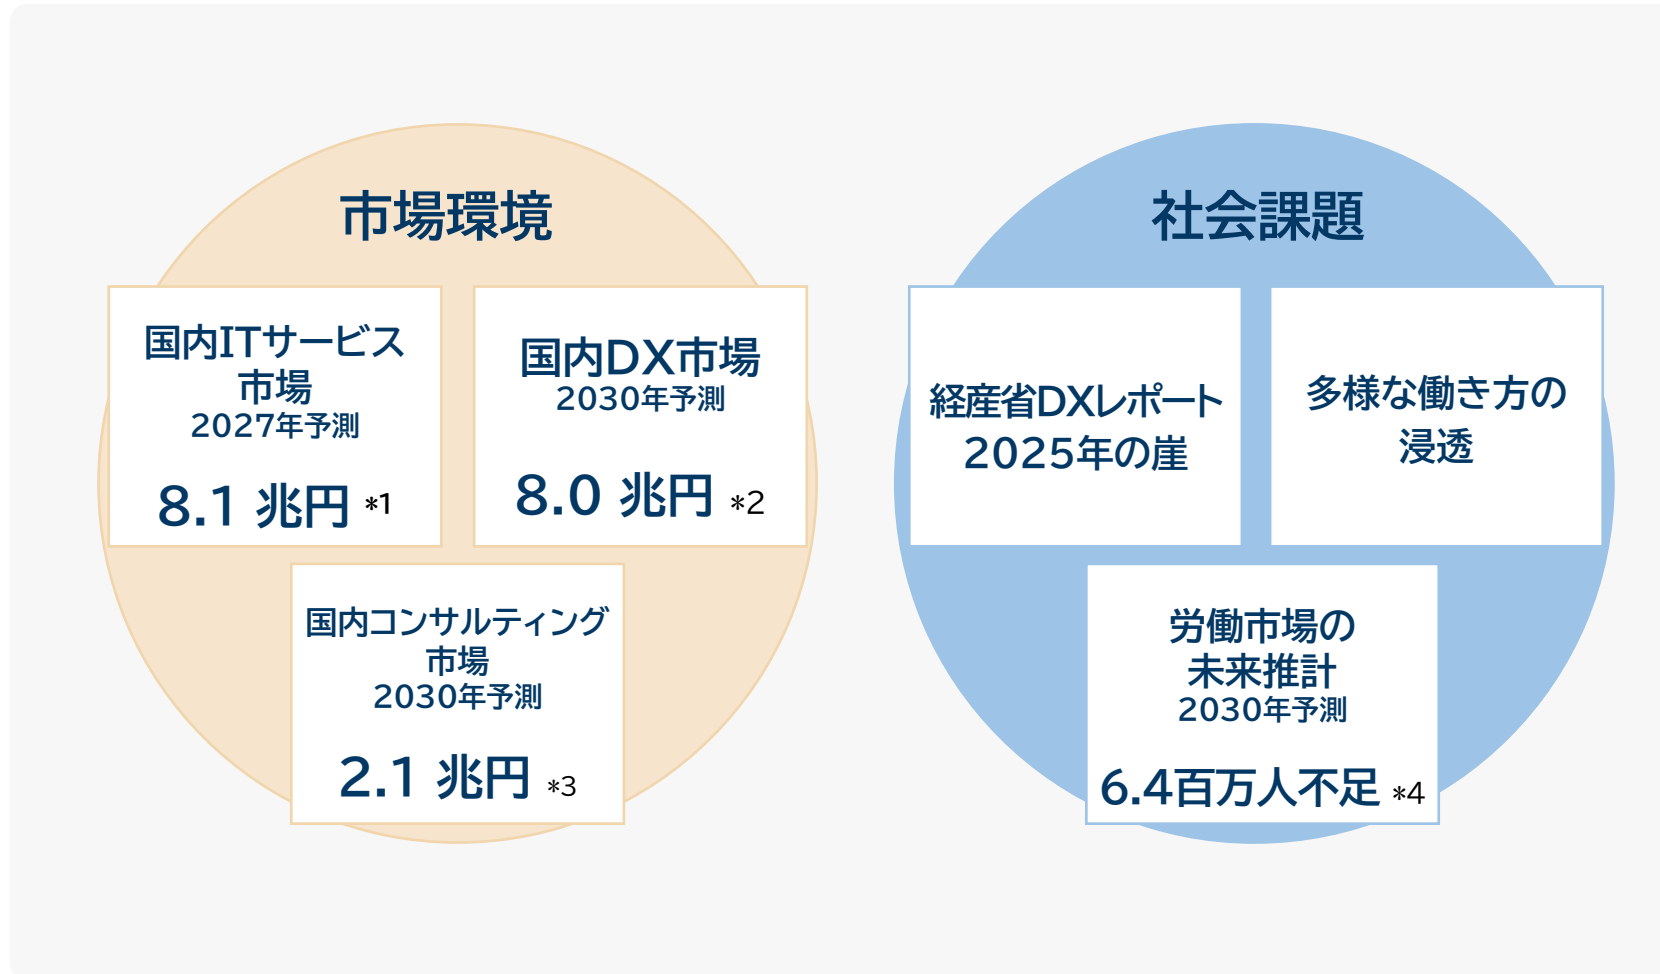 市場環境
国内ITサービス
市場
2027年予測
8.1 兆円 *1
国内DX市場
2030年予測
8.0 兆円 *2
国内コンサルティング
市場
2030年予測
2.1 兆円 *3
社会課題
経産省DXレポート
2025年の崖
多様な働き方の
浸透
労働市場の
未来推計
2030年予測
6.4百万人不足 *4